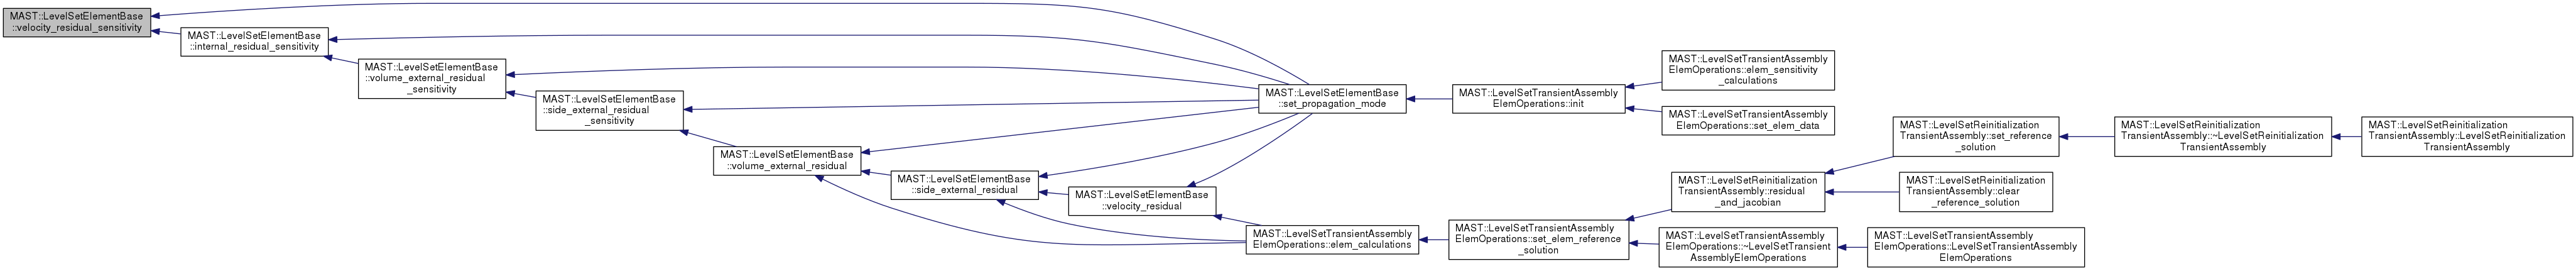 MAST::LevelSetElementBase
::velocity_residual_sensitivity
MAST::LevelSetElementBase
::internal_residual_sensitivity
MAST::LevelSetElementBase
::volume_external_residual
_sensitivity
MAST::LevelSetElementBase
::side_external_residual
_sensitivity
MAST::LevelSetElementBase
::volume_external_residual
MAST::LevelSetElementBase
::side_external_residual
MAST::LevelSetElementBase
::velocity_residual
MAST::LevelSetElementBase
::set_propagation_mode
MAST::LevelSetTransientAssembly
ElemOperations::elem_calculations
MAST::LevelSetTransientAssembly
ElemOperations::init
MAST::LevelSetTransientAssembly
ElemOperations::set_elem_reference
_solution
MAST::LevelSetTransientAssembly
ElemOperations::elem_sensitivity
_calculations
MAST::LevelSetTransientAssembly
ElemOperations::set_elem_data
MAST::LevelSetReinitialization
TransientAssembly::residual
_and_jacobian
MAST::LevelSetTransientAssembly
ElemOperations::~LevelSetTransient
AssemblyElemOperations
MAST::LevelSetReinitialization
TransientAssembly::set_reference
_solution
MAST::LevelSetReinitialization
TransientAssembly::clear
_reference_solution
MAST::LevelSetTransientAssembly
ElemOperations::LevelSetTransientAssembly
ElemOperations
MAST::LevelSetReinitialization
TransientAssembly::~LevelSetReinitialization
TransientAssembly
MAST::LevelSetReinitialization
TransientAssembly::LevelSetReinitialization
TransientAssembly